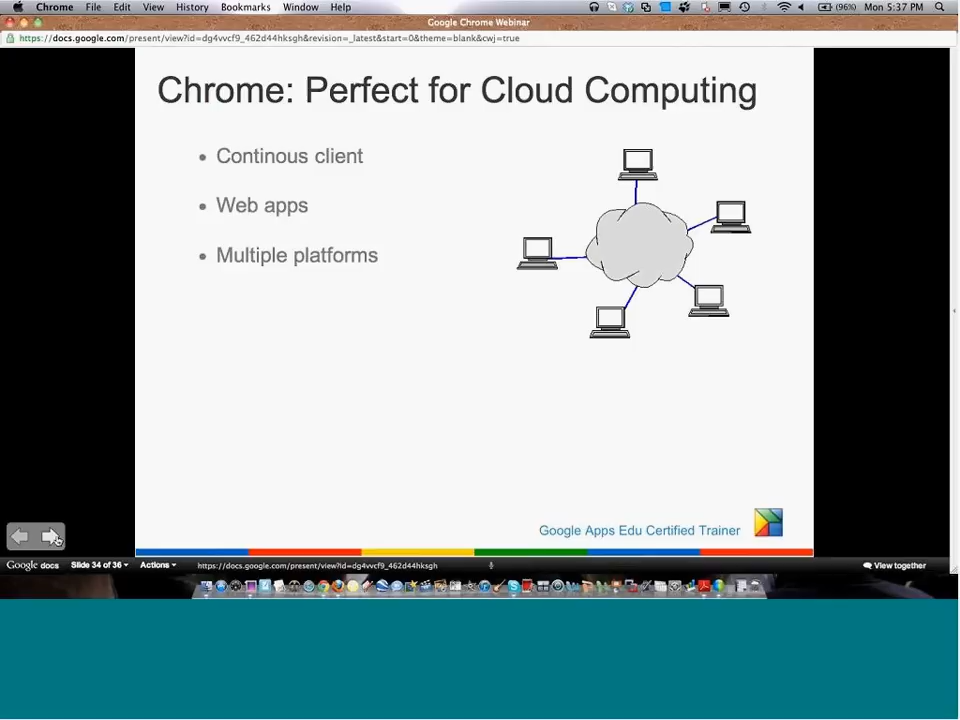 Chrome File Edit View History Bookmarks Window Help (96%) Mon 5:37 PM
Google Chrome Webinar
https://docs.google.com/present/view?id=dg4vvcf9_462d44hksgh&revision=_latest&start=0&theme=blank&cwj=true
Chrome: Perfect for Cloud Computing
• Continous client
• Web apps
• Multiple platforms
Google Apps Edu Certified Trainer
Google docs Slide 34 of 36 Actions https://docs.google.com/present/view?id=dg4vvcf9_462d44hksgh View together